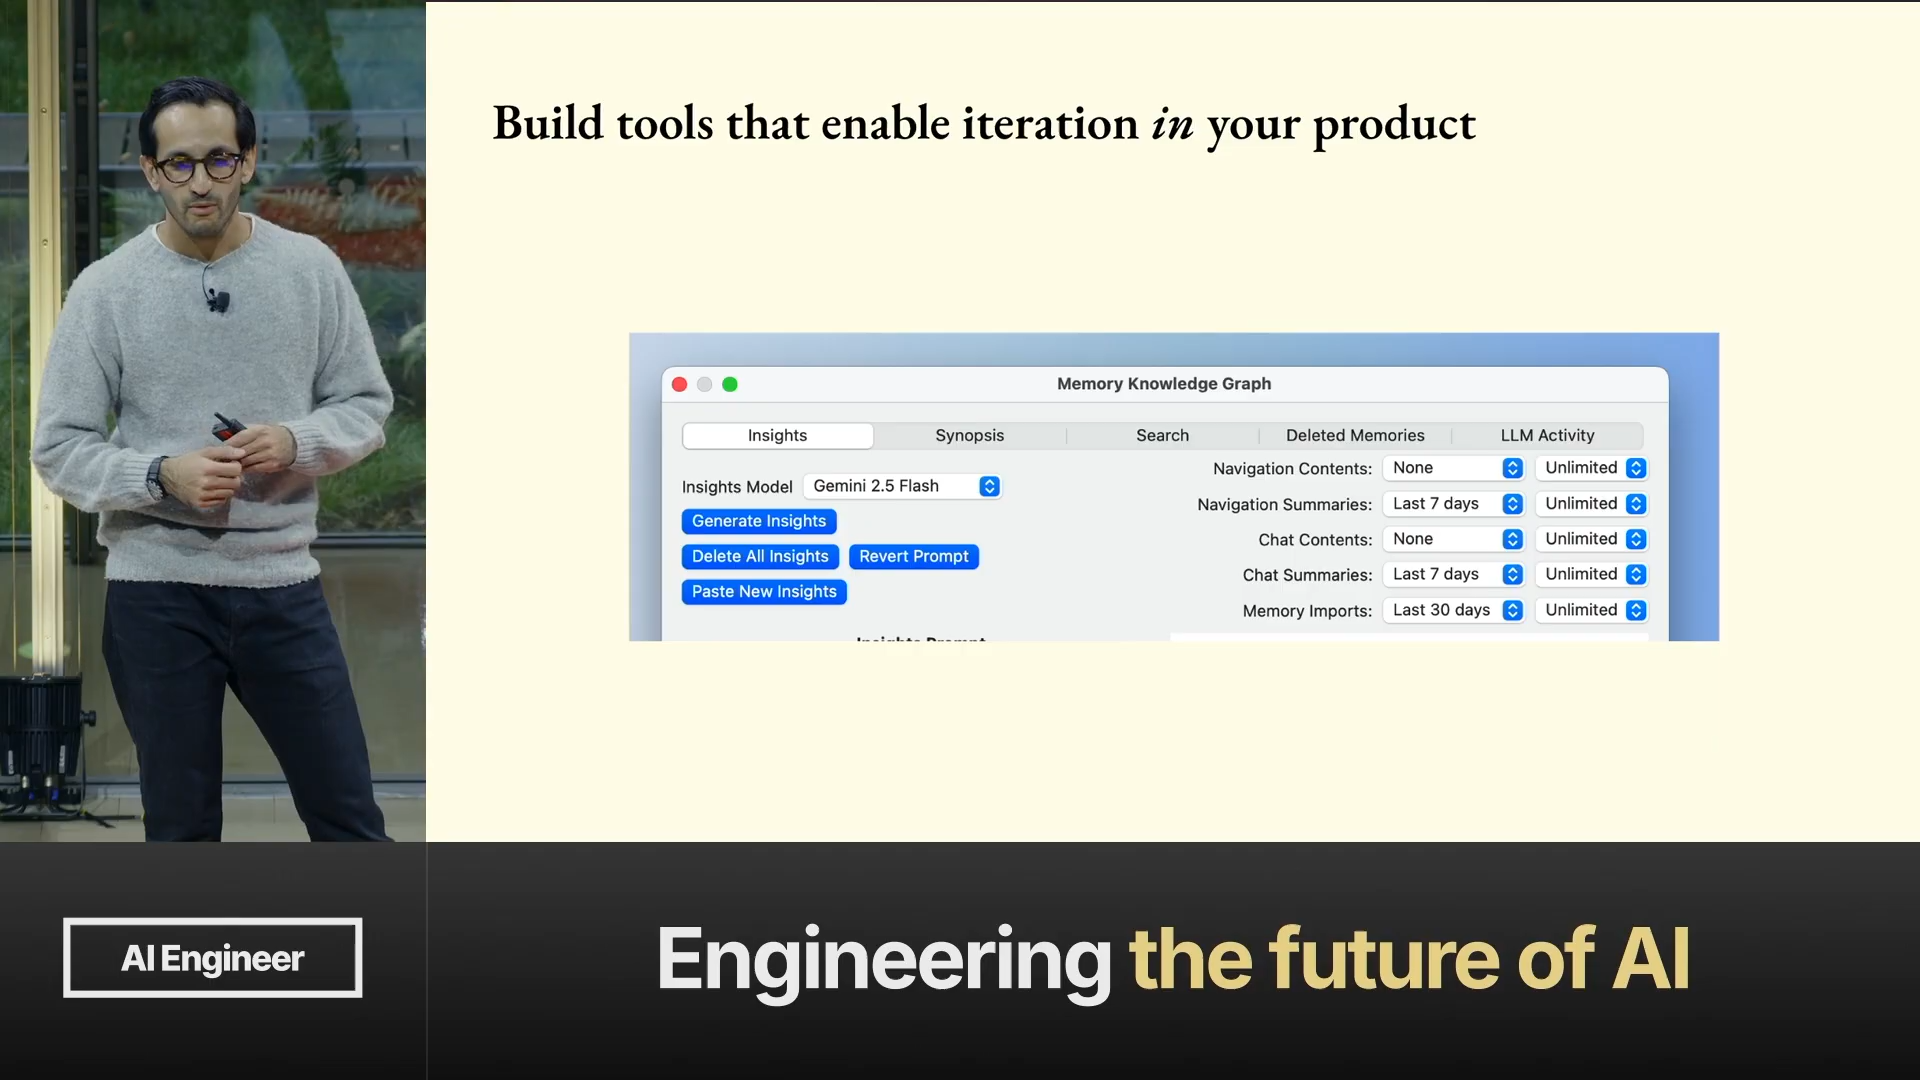 Build tools that enable iteration in your product
Memory Knowledge Graph
Insights
Synopsis
Search
Deleted Memories
LLM Activity
Insights Model
Gemini 2.5 Flash
Generate Insights
Delete All Insights
Revert Prompt
Paste New Insights
Insights Prompt
Navigation Contents: None Unlimited
Navigation Summaries: Last 7 days Unlimited
Chat Contents: None Unlimited
Chat Summaries: Last 7 days Unlimited
Memory Imports: Last 30 days Unlimited
AI Engineer
Engineering the future of AI